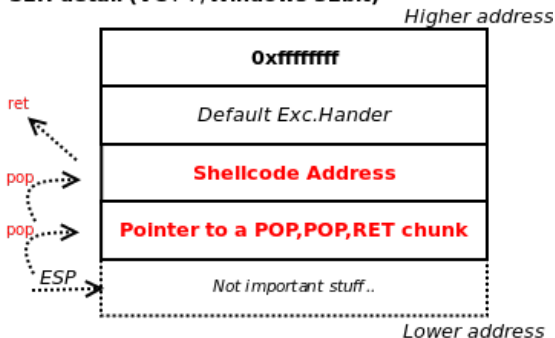 Higher address
0xffffffff
ret
Default Exc.Hander
pop
Shellcode Address
pop
Pointer to a POP,POP,RET chunk
ESP
Not important stuff..
Lower address